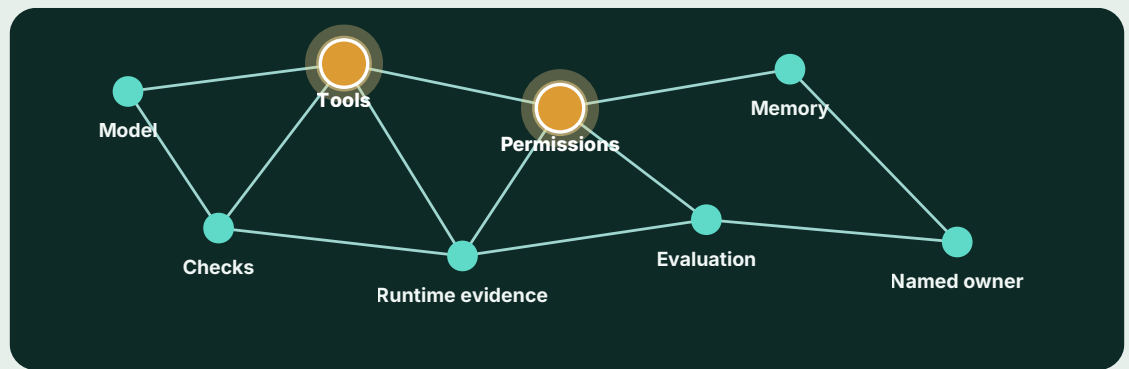 Tools
Model
Permissions
Memory
Checks
Runtime evidence
Evaluation
Named owner